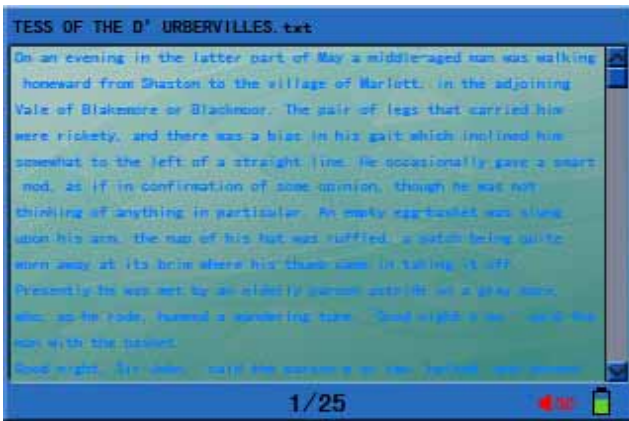 TESS OF THE D' URBERVILLES.txt
On an evening in the latter part of May a middle-aged man was walking
homeward from Shaston to the village of Marlott, in the adjoining
Vale of Blakemore or Blackmoor. The pair of legs that carried him
were rickety, and there was a bias in his gait which inclined him
somewhat to the left of a straight line. He occasionally gave a smart
nod, as if in confirmation of some opinion, though he was not
thinking of anything in particular. An empty egg-basket was slung
upon his arm, the nap of his hat was ruffled, a patch being quite
worn away at its brim where his thumb came in taking it off.
Presently he was met by an elderly parson astride on a gray mare,
who, as he rode, hummed a wandering tune. Good night said the
man with the basket.
Good night, Sir John, said the parson
1/25